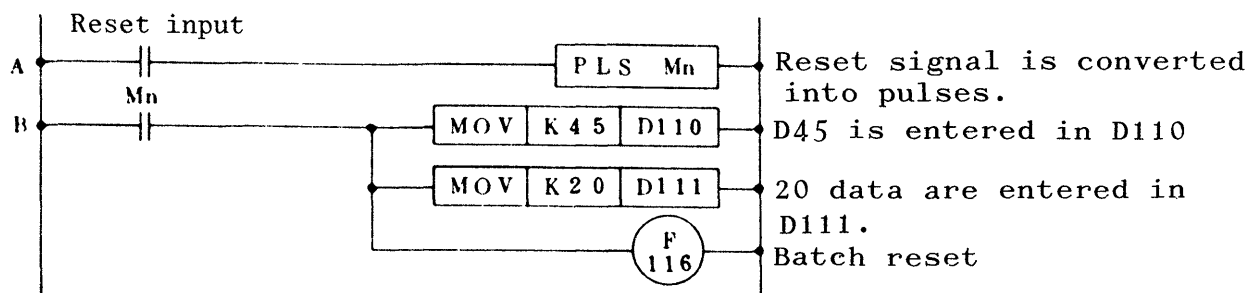 Reset input
A
PLS Mn
Reset signal is converted
into pulses.
Mn
B
MOV K45 D110
D45 is entered in D110
MOV K20 D111
20 data are entered in
D111.
F
116
Batch reset